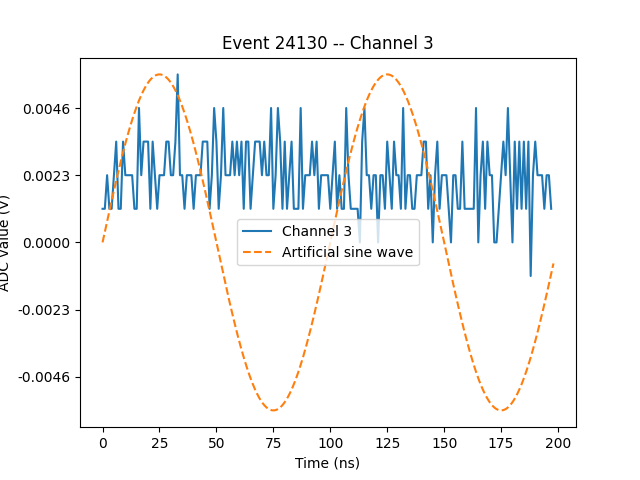 Event 24130 -- Channel 3
ADC Value (V)
0.0046
0.0023
0.0000
-0.0023
-0.0046
Channel 3
Artificial sine wave
0
25
50
75
100
125
150
175
200
Time (ns)